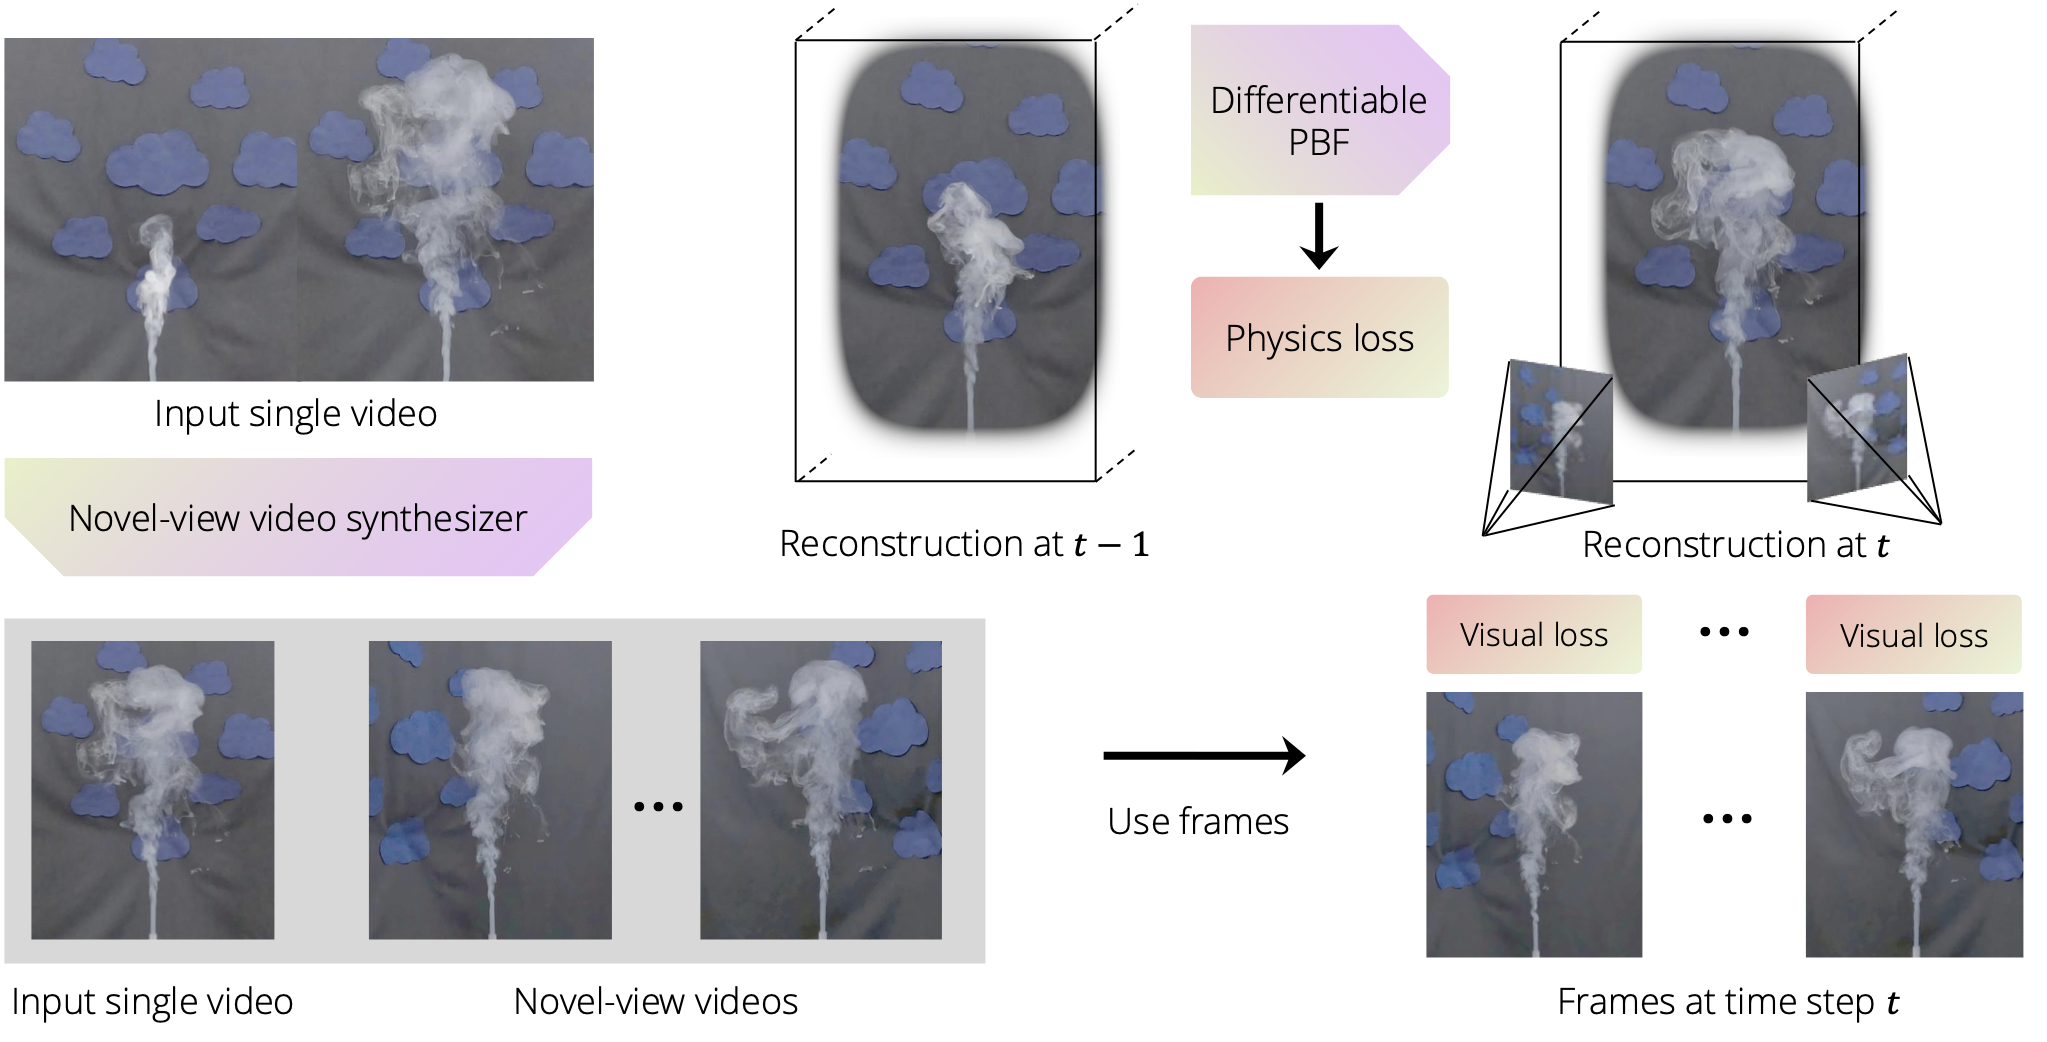 Input single video
Novel-view video synthesizer
Input single video
Novel-view videos
Reconstruction at t − 1
Differentiable
PBF
Physics loss
Reconstruction at t
Use frames
Visual loss
...
Visual loss
Frames at time step t